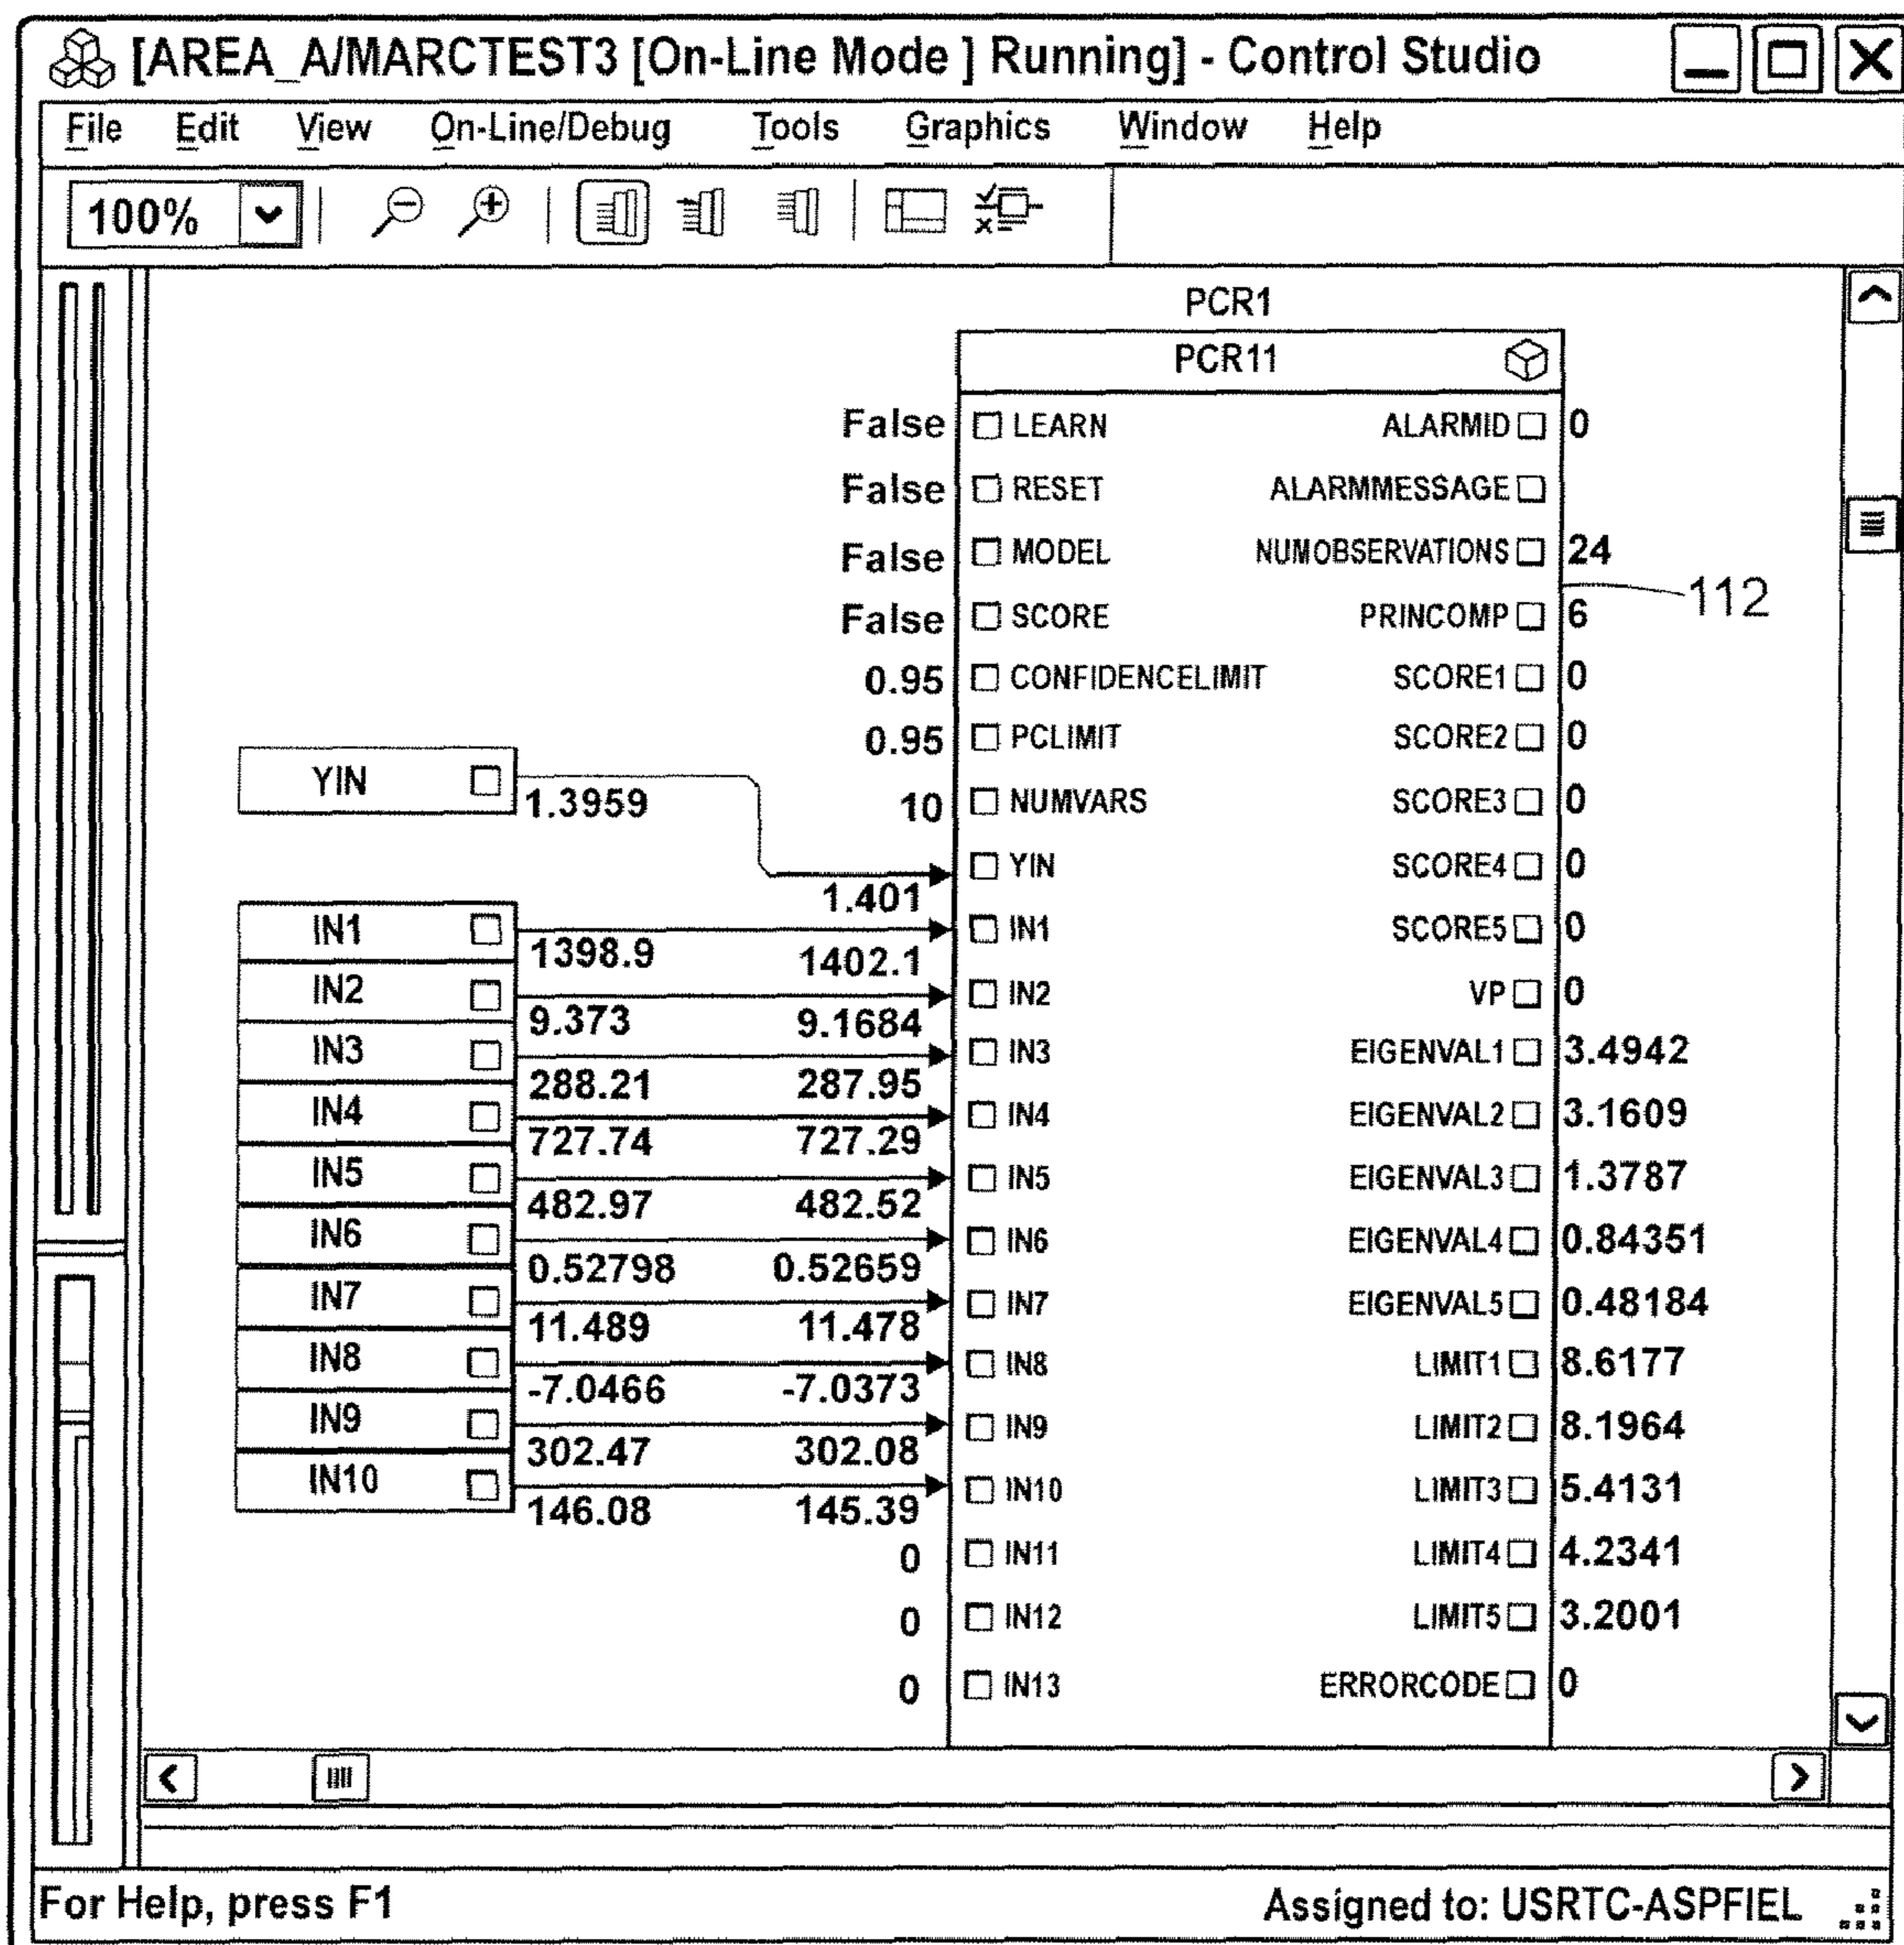 [AREA_A/MARCTEST3 [On-Line Mode ] Running] - Control Studio
File Edit View On-Line/Debug Tools Graphics Window Help
100%
PCR1
PCR11
False LEARN ALARMID 0
False RESET ALARMMESSAGE
False MODEL NUMOBSERVATIONS 24
112
False SCORE PRINCOMP 6
0.95 CONFIDENCELIMIT SCORE1 0
0.95 PCLIMIT SCORE2 0
YIN 1.3959
10 NUMVARS SCORE3 0
1.401 YIN SCORE4 0
IN1 1398.9 1402.1 IN1 SCORE5 0
IN2 9.373 9.1684 IN2 VP 0
IN3 288.21 287.95 IN3 EIGENVAL1 3.4942
IN4 727.74 727.29 IN4 EIGENVAL2 3.1609
IN5 482.97 482.52 IN5 EIGENVAL3 1.3787
IN6 0.52798 0.52659 IN6 EIGENVAL4 0.84351
IN7 11.489 11.478 IN7 EIGENVAL5 0.48184
IN8 -7.0466 -7.0373 IN8 LIMIT1 8.6177
IN9 302.47 302.08 IN9 LIMIT2 8.1964
IN10 146.08 145.39 IN10 LIMIT3 5.4131
0 IN11 LIMIT4 4.2341
0 IN12 LIMIT5 3.2001
0 IN13 ERRORCODE 0
For Help, press F1 Assigned to: USRTC-ASPFIEL